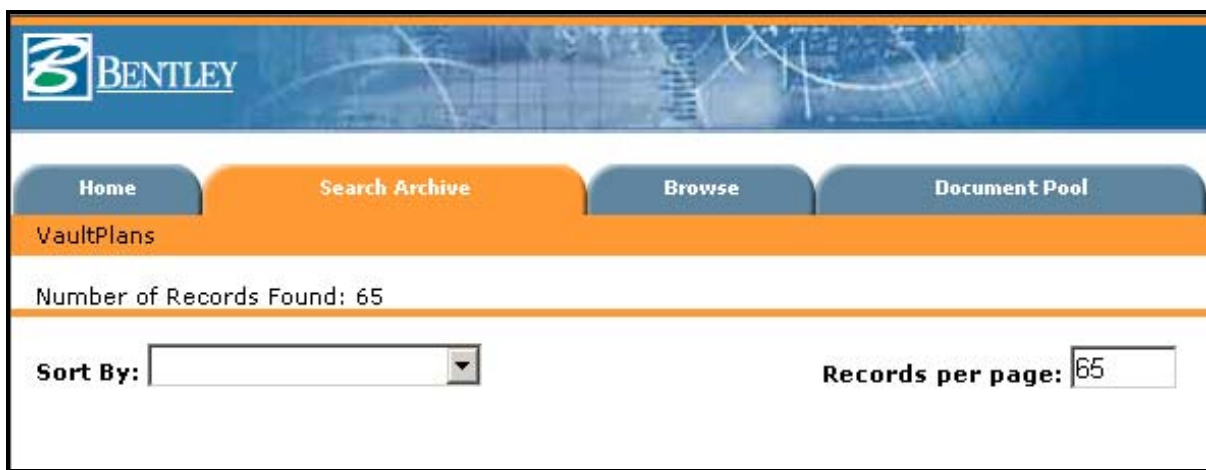 BENTLEY
Home Search Archive Browse Document Pool
VaultPlans
Number of Records Found: 65
Sort By: Records per page: 65